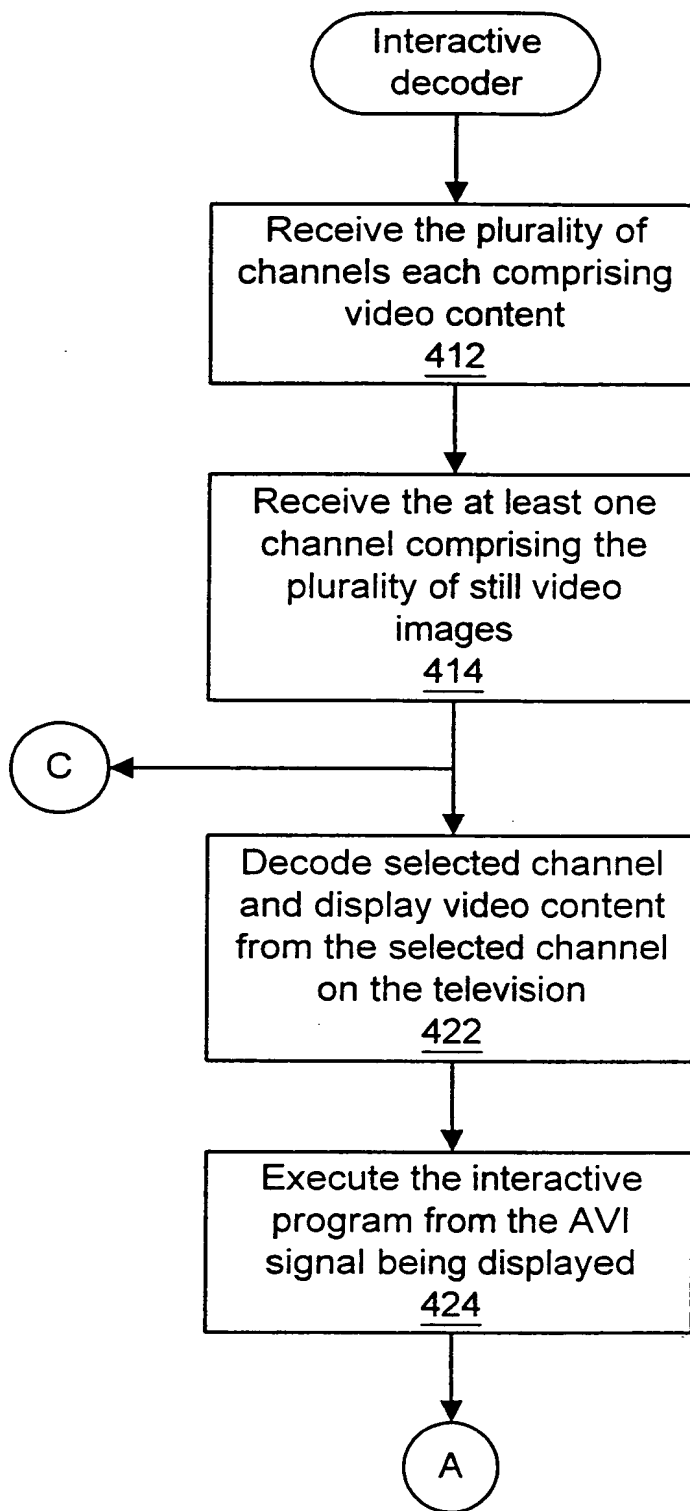 Interactive
decoder
Receive the plurality of
channels each comprising
video content
412
Receive the at least one
channel comprising the
plurality of still video
images
414
C
Decode selected channel
and display video content
from the selected channel
on the television
422
Execute the interactive
program from the AVI
signal being displayed
424
A